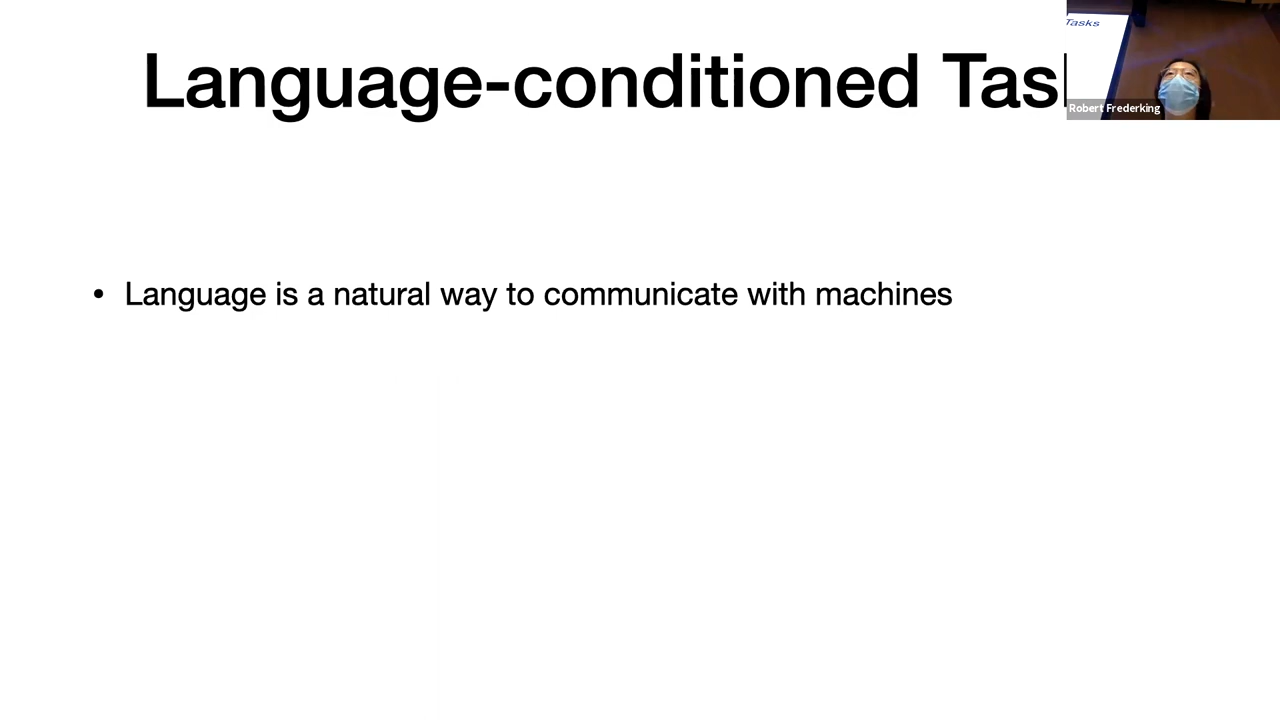 Language-conditioned Tas
Tasks
Robert Frederking
• Language is a natural way to communicate with machines